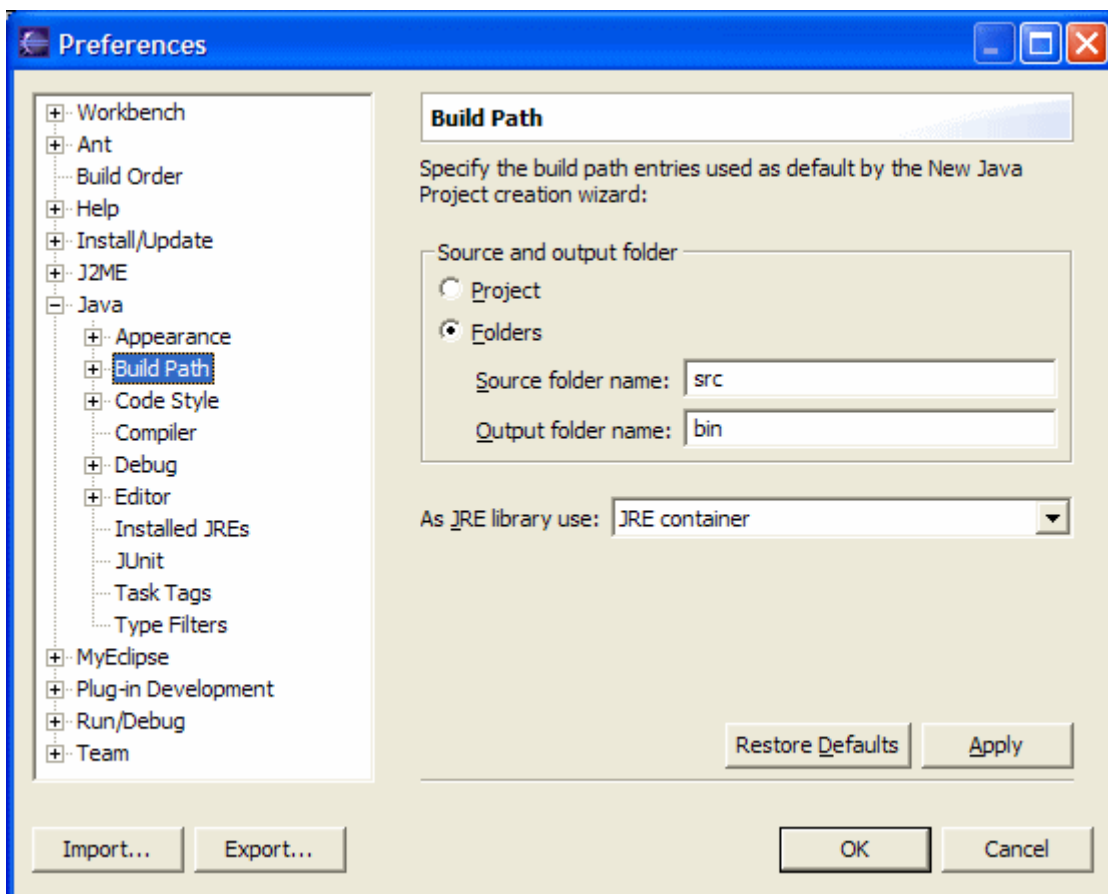 Preferences
Workbench
Ant
Build Order
Help
Install/Update
J2ME
Java
Appearance
Build Path
Code Style
Compiler
Debug
Editor
Installed JREs
JUnit
Task Tags
Type Filters
MyEclipse
Plug-in Development
Run/Debug
Team
Build Path
Specify the build path entries used as default by the New Java
Project creation wizard:
Source and output folder
Project
Folders
Source folder name: src
Output folder name: bin
As JRE library use: JRE container
Restore Defaults Apply
Import... Export... OK Cancel